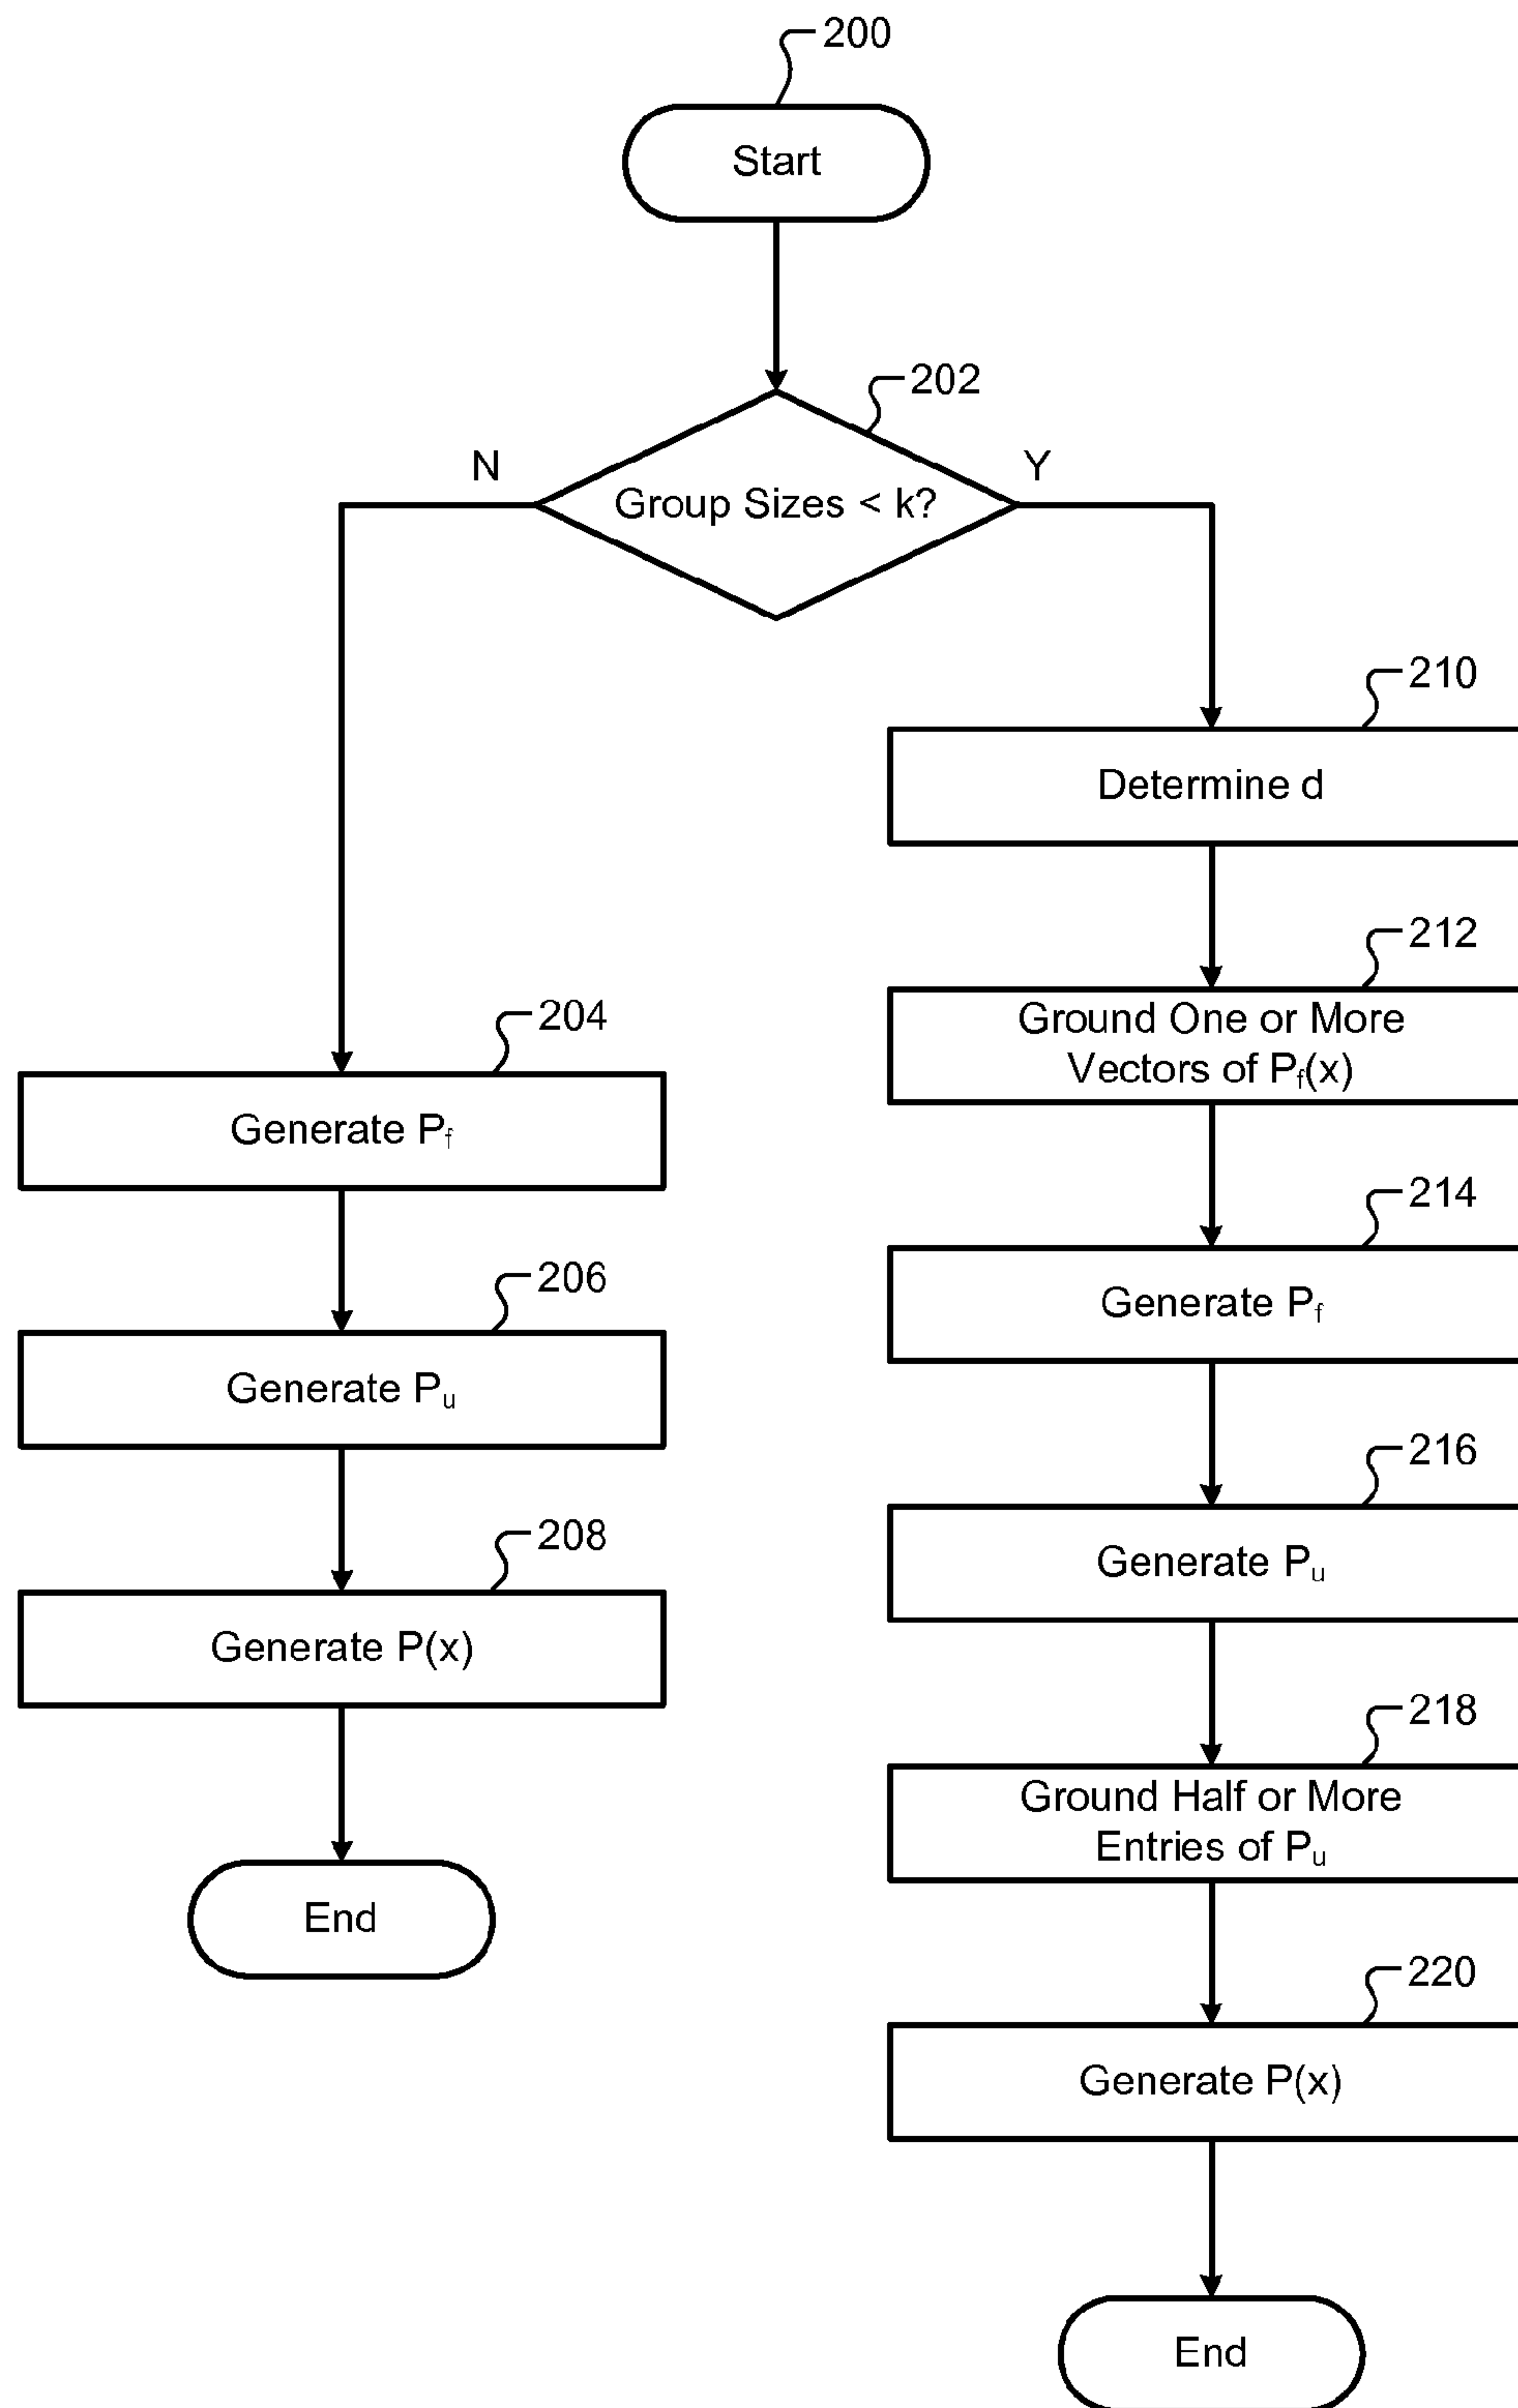 200
Start
202
N
Y
Group Sizes < k?
210
Determine d
212
Ground One or More
Vectors of Pf(x)
204
Generate Pf
214
Generate Pf
206
Generate Pu
216
Generate Pu
208
Generate P(x)
218
Ground Half or More
Entries of Pu
End
220
Generate P(x)
End